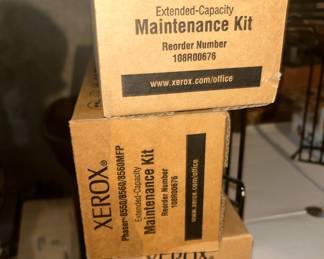 Extended-Capacity
Maintenance Kit
Reorder Number
108R00676
www.xerox.com/office
XEROX®
Phaser® 8550/8560/8560MFP
Extended-Capacity
Maintenance Kit
Reorder Number
108R00676
www.xerox.com/office
XEROX